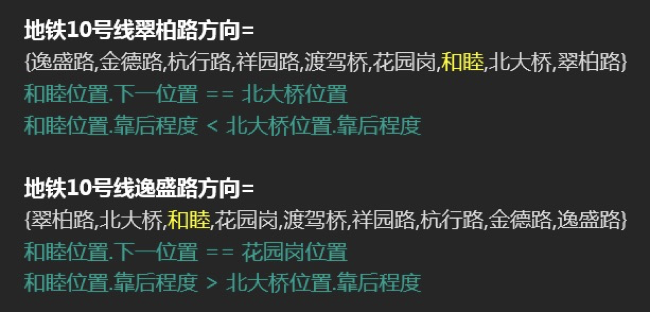 地铁10号线翠柏路方向=
{逸盛路,金德路,杭行路,祥园路,渡驾桥,花园岗,和睦,北大桥,翠柏路}
和睦位置.下一位置 == 北大桥位置
和睦位置.靠后程度 < 北大桥位置.靠后程度
地铁10号线逸盛路方向=
{翠柏路,北大桥,和睦,花园岗,渡驾桥,祥园路,杭行路,金德路,逸盛路}
和睦位置.下一位置 == 花园岗位置
和睦位置.靠后程度 > 北大桥位置.靠后程度